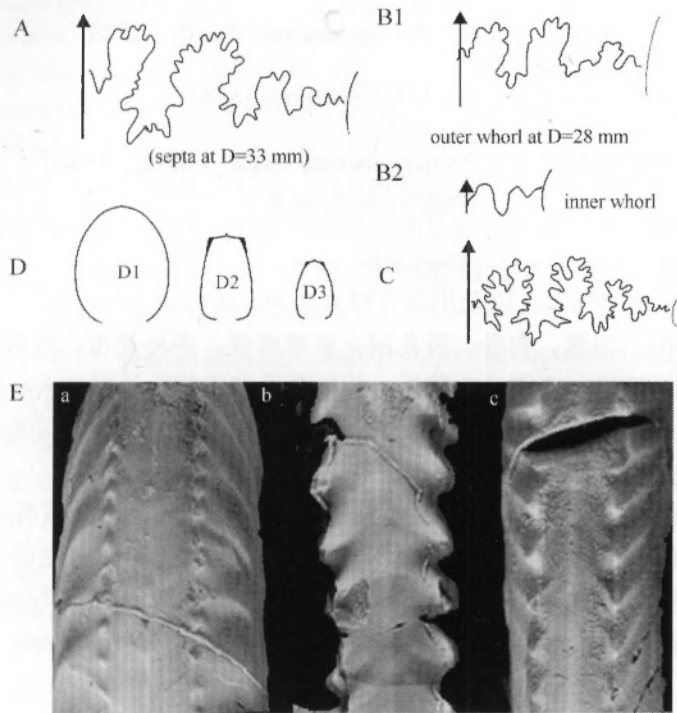 A
B1
(septa at D=33 mm)
outer whorl at D=28 mm
B2
inner whorl
D
D1
D2
D3
C
E
a
b
c